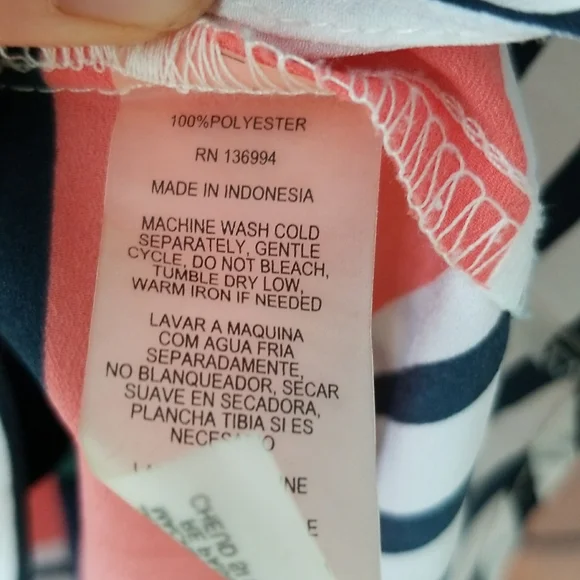 100%POLYESTER
RN 136994
MADE IN INDONESIA
MACHINE WASH COLD
SEPARATELY, GENTLE
CYCLE, DO NOT BLEACH,
TUMBLE DRY LOW,
WARM IRON IF NEEDED
LAVAR A MAQUINA
CON AGUA FRIA
SEPARADAMENTE,
NO BLANQUEADOR, SECAR
SUAVE EN SECADORA,
PLANCHA TIBIA SI ES